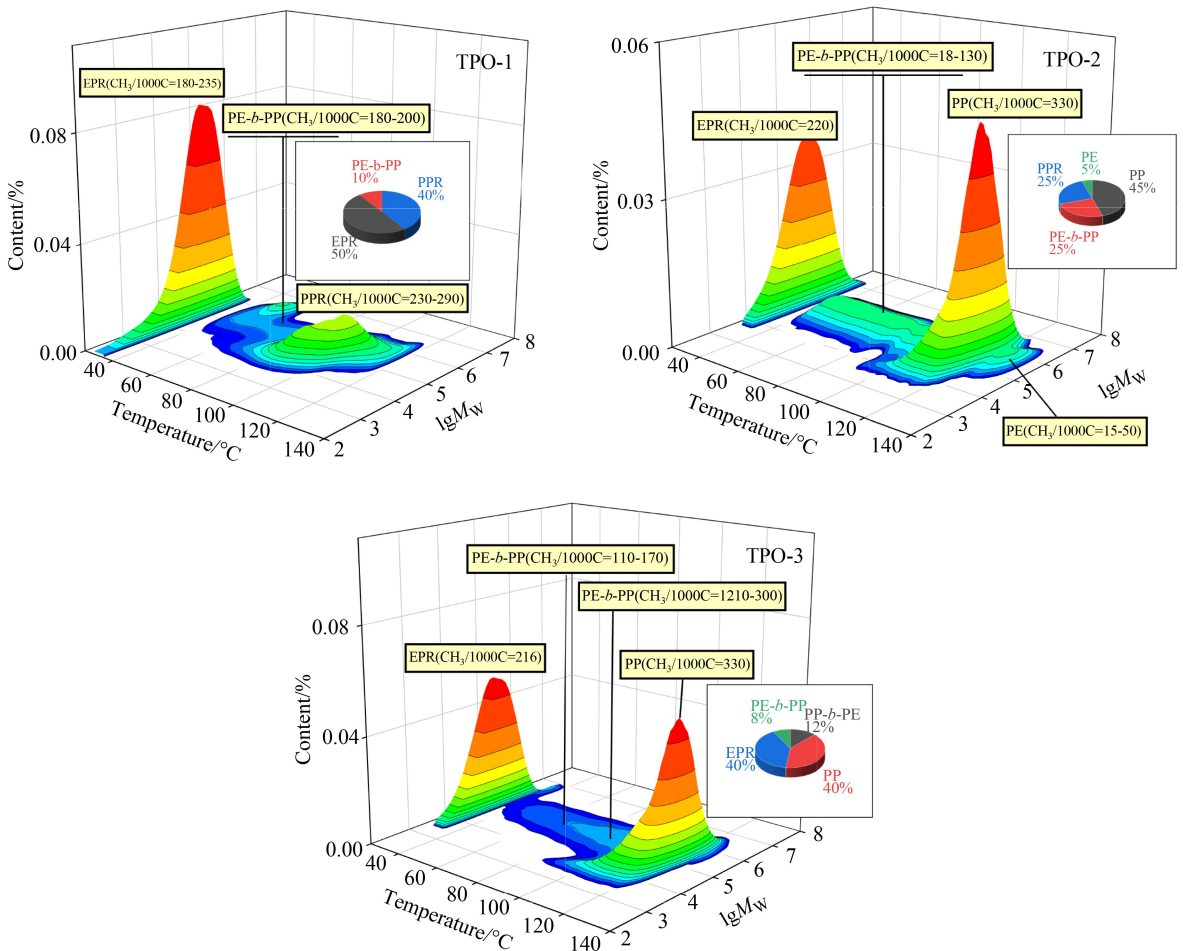 TPO-1
EPR(CH₃/1000C=180-235)
PE-b-PP(CH₃/1000C=180-200)
PE-b-PP
10%
PPR
40%
EPR
50%
PPR(CH₃/1000C=230-290)
Content/%
0.08
0.04
0.00
40
60
80
100
120
140
Temperature/°C
2
3
4
5
6
7
8
lgMw
TPO-2
PE-b-PP(CH₃/1000C=18-130)
PP(CH₃/1000C=330)
EPR(CH₃/1000C=220)
PE
5%
PPR
25%
PP
45%
PE-b-PP
25%
PE(CH₃/1000C=15-50)
Content/%
0.06
0.03
0.00
40
60
80
100
120
140
Temperature/°C
2
3
4
5
6
7
8
lgMw
TPO-3
PE-b-PP(CH₃/1000C=110-170)
PE-b-PP(CH₃/1000C=1210-300)
EPR(CH₃/1000C=216)
PP(CH₃/1000C=330)
PE-b-PP
8%
PP-b-PE
12%
EPR
40%
PP
40%
Content/%
0.08
0.04
0.00
40
60
80
100
120
140
Temperature/°C
2
3
4
5
6
7
8
lgMw